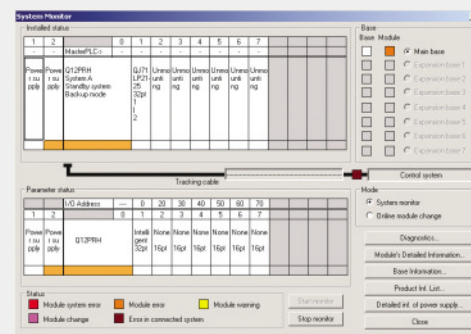 System Monitor
Installed status
1 2 0 1 2 3 4 5 6 7
- - MasterPLC-> - - - - - - - -
Powe Powe Q12PRH QJ71 Unmo Unmo Unmo Unmo Unmo Unmo
r su r su System A LP21- unti unti unti unti unti unti
pply pply Standby system 25 ng ng ng ng ng ng
Backup mode 32pt
1
I
2
Base
Base Module
Main base
Expansion base 1
Expansion base 2
Expansion base 3
Expansion base 4
Expansion base 5
Expansion base 6
Expansion base 7
Tracking cable
Control system
Parameter status
I/O Address --- 0 20 30 40 50 60 70
1 2 0 1 2 3 4 5 6 7
Powe Powe Q12PRH Intelli None None None None None None
r su r su gent
pply pply 32pt 16pt 16pt 16pt 16pt 16pt 16pt
Mode
System monitor
Online module change
Diagnostics...
Module's Detailed Information...
Base Information...
Product Inf. List...
Detailed inf. of power supply...
Close
Status
Module system error Module error Module warning
Module change Error in connected system
Start monitor
Stop monitor